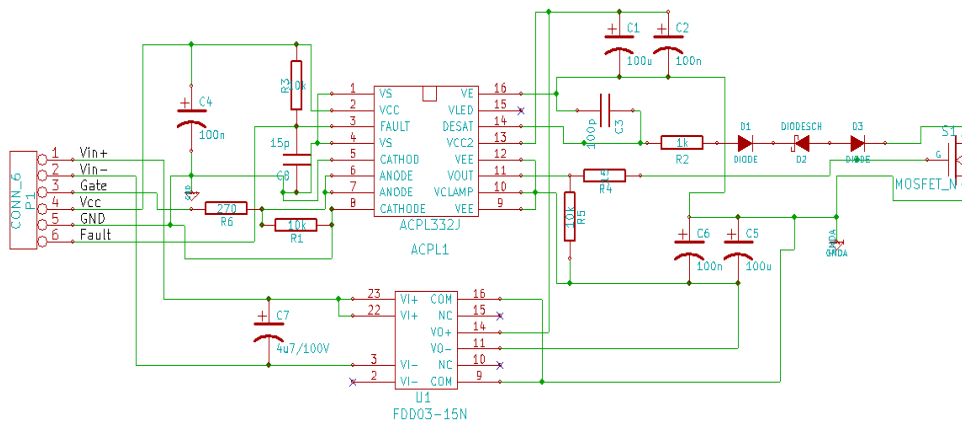 C1
100u
C2
100n
R3
10k
C4
100n
1
VS
2
VCC
3
FAULT
4
VS
5
CATHOD
6
ANODE
7
ANODE
8
CATHODE
VE
16
VLED
15
DESAT
14
VCC2
13
VEE
12
VOUT
11
VCLAMP
10
VEE
9
ACPL332J
ACPL1
15p
C8
100p
C3
1k
R2
D1
DIODE
DIODESCH
D2
D3
DIODE
S1
G
MOSFET_N
R4
10k
R5
CONN_6
P1
1
Vin+
2
Vin-
3
Gate
4
Vcc
5
GND
6
Fault
270
R6
10k
R1
C6
100n
C5
100u
GNDA
GNDA
C7
4u7/100V
23
VI+
22
VI+
3
VI-
2
VI-
COM
16
NC
15
VO+
14
VO-
11
NC
10
COM
9
U1
FDD03-15N